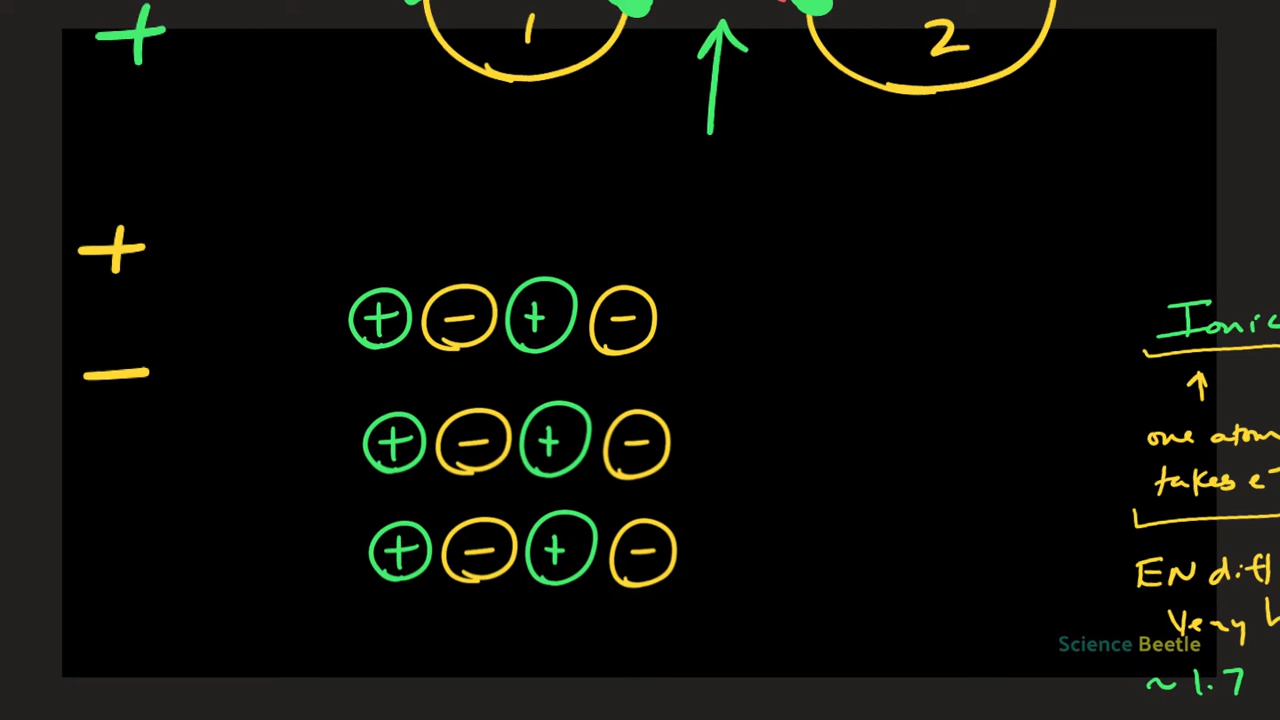 +
1 2
+
-
+ - + -
+ - + -
+ - + -
Ionic
↑
one atom
takes e⁻
EN diff
Very
Science Beetle
~ 1.7